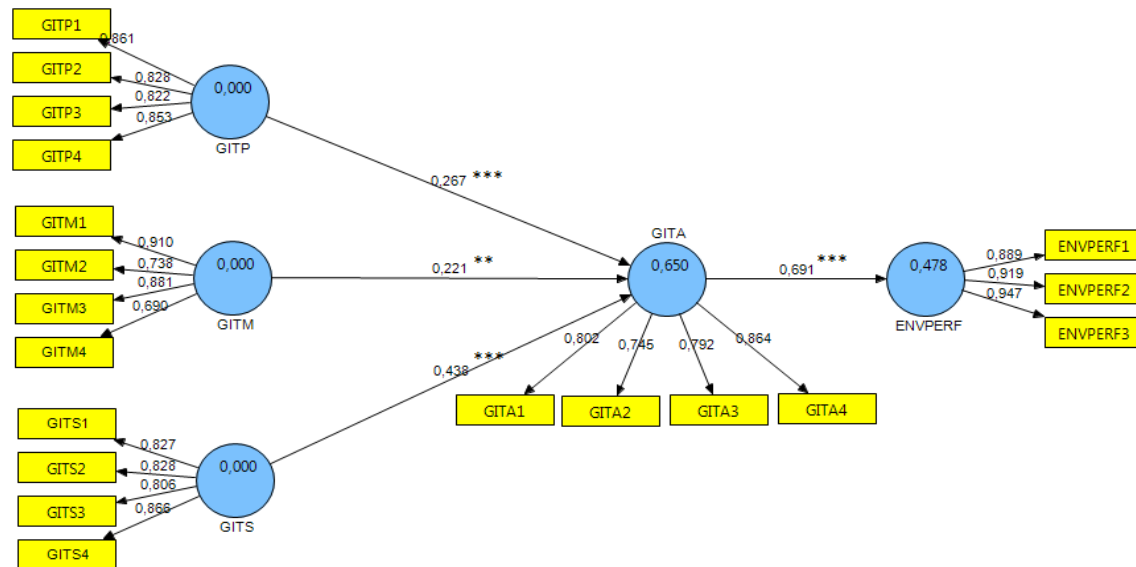 GITP1
0,861
GITP2
0,828
GITP3
0,822
GITP4
0,853
0,000
GITP
0,267 ***
GITM1
0,910
GITM2
0,738
GITM3
0,881
GITM4
0,690
0,000
GITM
0,221 **
GITA
0,650
0,691 ***
0,478
ENVPERF
0,889
ENVPERF1
0,919
ENVPERF2
0,947
ENVPERF3
0,802
0,745
0,792
0,864
GITA1
GITA2
GITA3
GITA4
0,438 ***
GITS1
0,827
GITS2
0,828
GITS3
0,806
GITS4
0,866
0,000
GITS